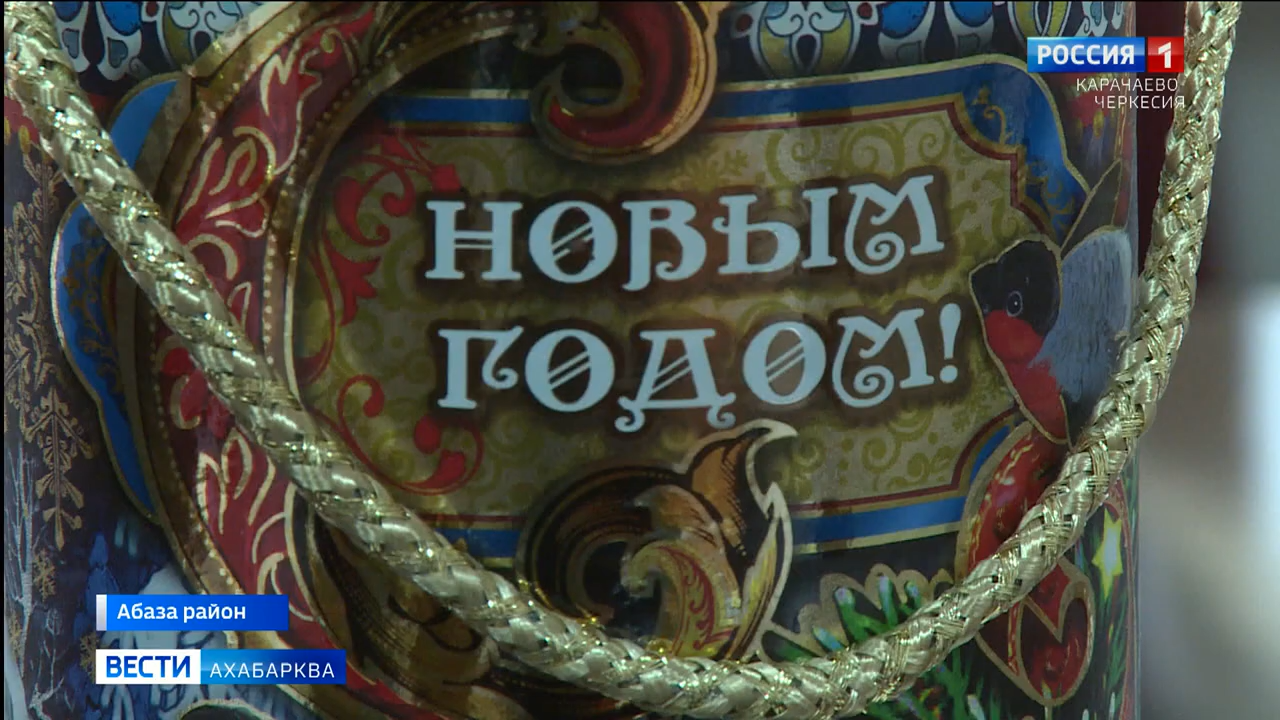 РОССИЯ 1
КАРАЧАЕВО
ЧЕРКЕСИЯ
НОВЫМ
ГОДОМ!
Абаза район
ВЕСТИ АХАБАРКВА